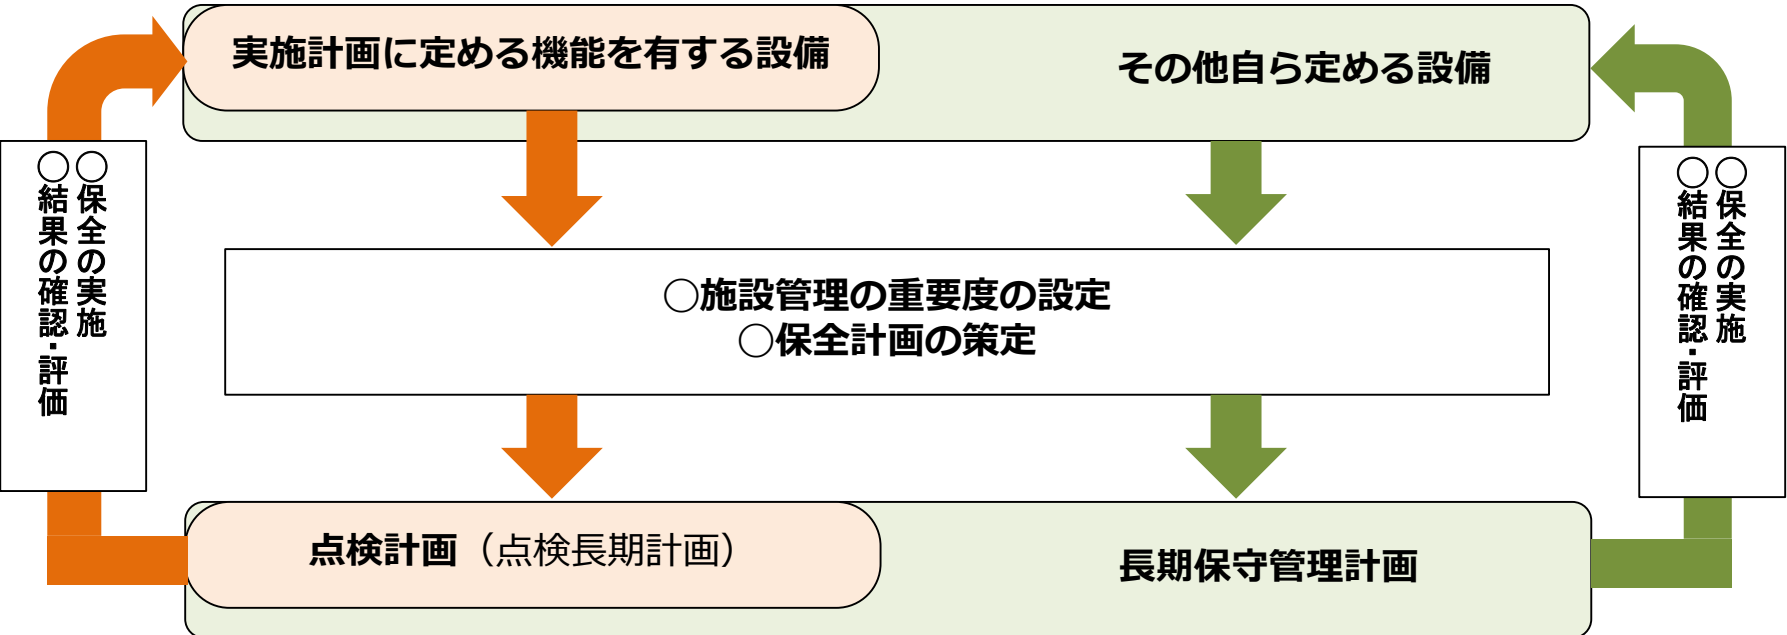 実施計画に定める機能を有する設備
その他自ら定める設備
○保全の実施
○結果の確認・評価
○施設管理の重要度の設定
○保全計画の策定
○保全の実施
○結果の確認・評価
点検計画（点検長期計画）
長期保守管理計画